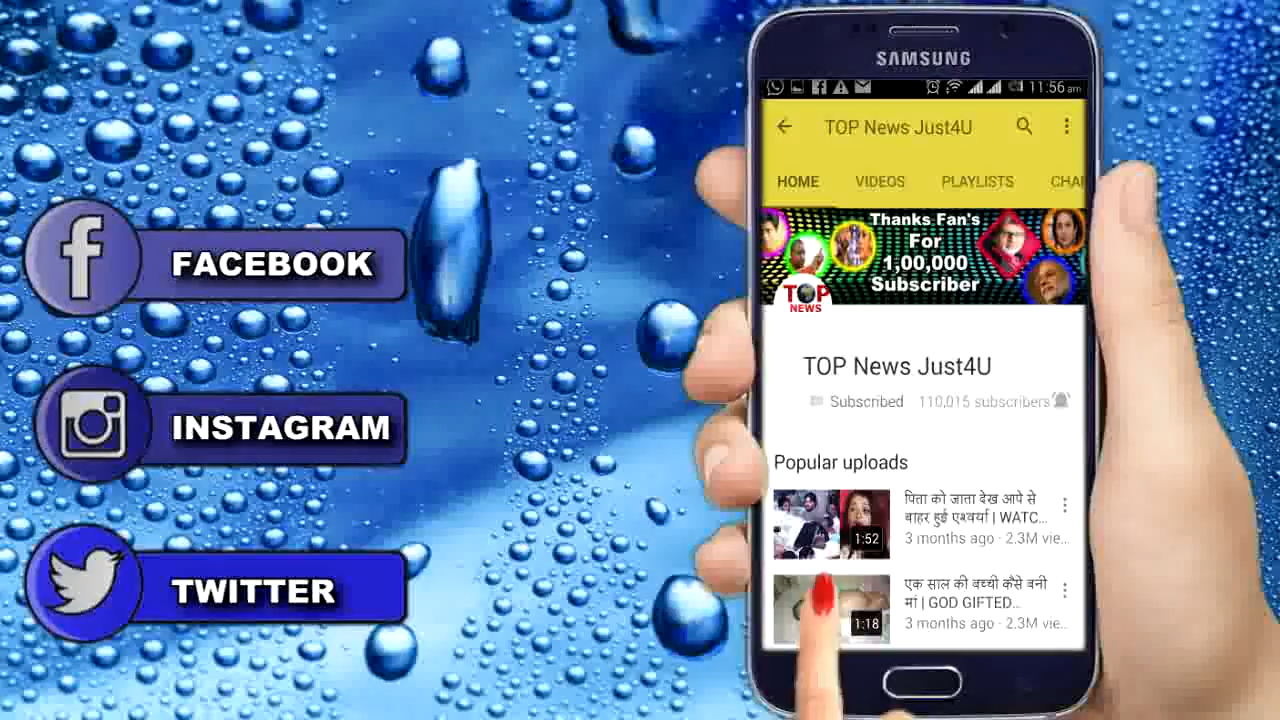 FACEBOOK
INSTAGRAM
TWITTER
SAMSUNG
11:56 am
TOP News Just4U
HOME VIDEOS PLAYLISTS CHA
Thanks Fan's
For
1,00,000
Subscriber
TOP
NEWS
TOP News Just4U
Subscribed 110,015 subscribers
Popular uploads
पिता को जाता देख आपे से
बाहर हुई एश्वर्या | WATC...
3 months ago · 2.3M vie...
1:52
एक साल की बच्ची कैसे बनी
मां | GOD GIFTED...
3 months ago · 2.3M vie...
1:18